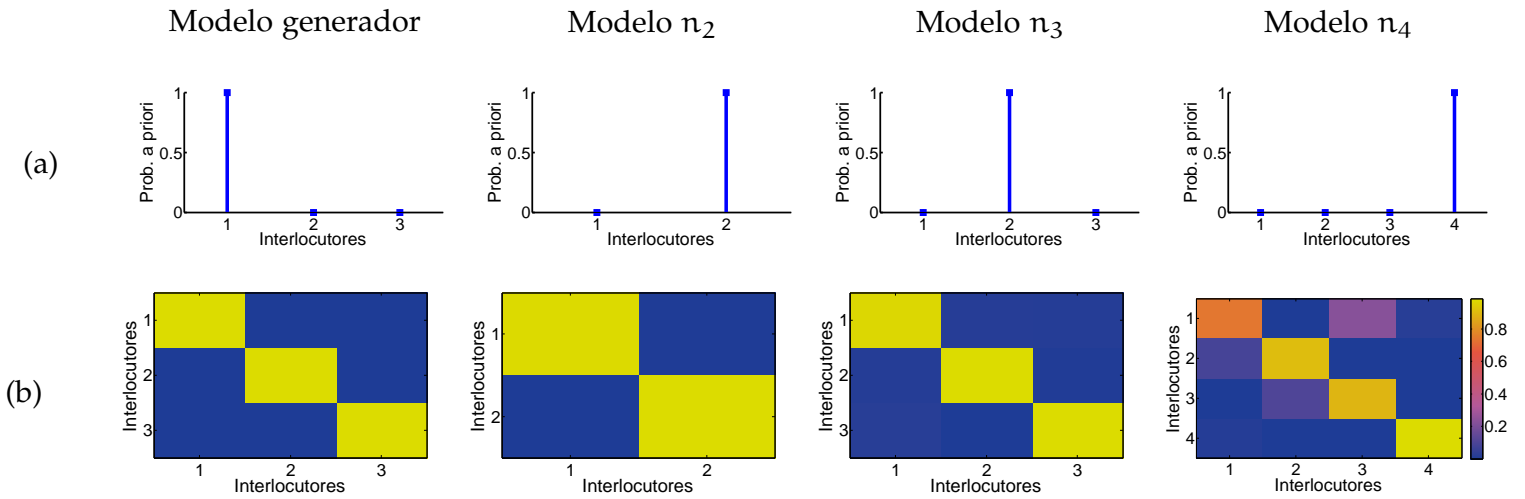 Modelo generador
Modelo n₂
Modelo n₃
Modelo n₄
(a)
Prob. a priori
1
0.5
0
1 2 3
Interlocutores
Prob. a priori
1
0.5
0
1 2
Interlocutores
Prob. a priori
1
0.5
0
1 2 3
Interlocutores
Prob. a priori
1
0.5
0
1 2 3 4
Interlocutores
(b)
Interlocutores
1
2
3
1 2 3
Interlocutores
Interlocutores
1
2
1 2
Interlocutores
Interlocutores
1
2
3
1 2 3
Interlocutores
Interlocutores
1
2
3
4
1 2 3 4
Interlocutores
0.8
0.6
0.4
0.2